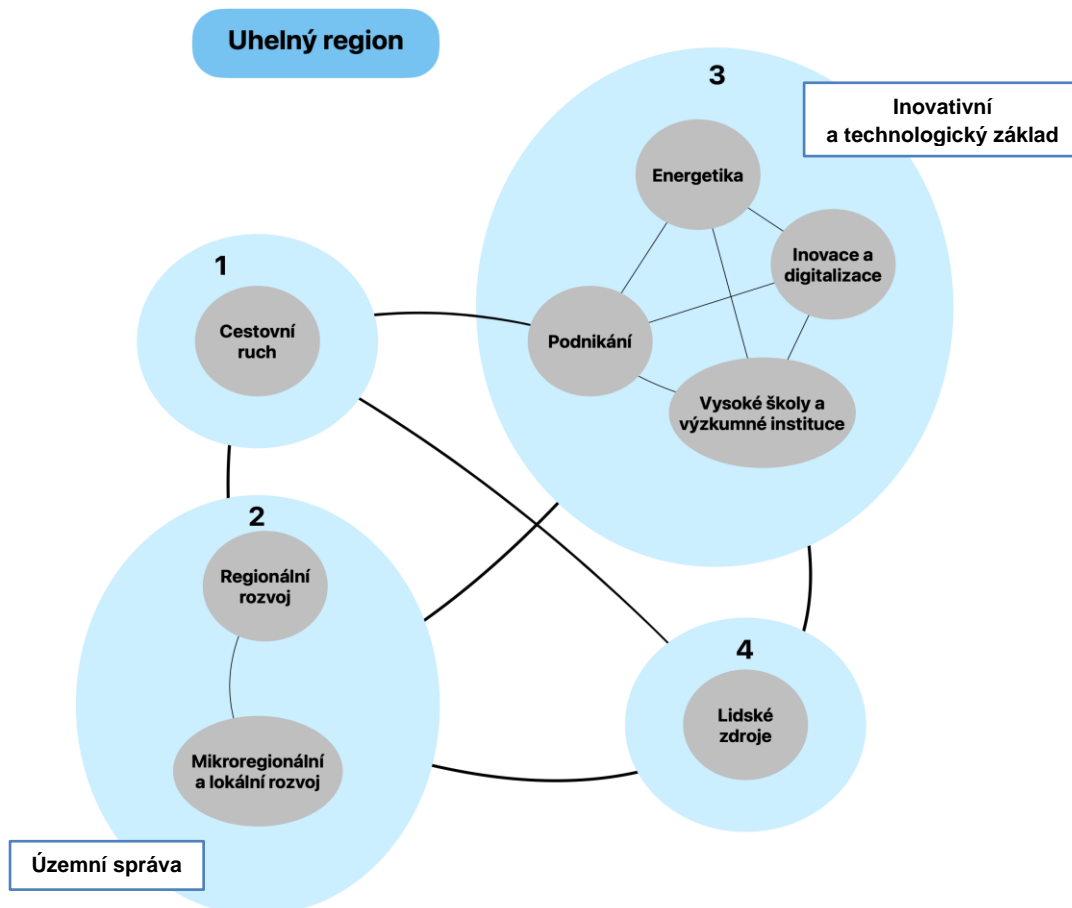 Uhelný region
3
Inovativní
a technologický základ
Energetika
Inovace a
digitalizace
Podnikání
Vysoké školy a
výzkumné instituce
1
Cestovní
ruch
2
Regionální
rozvoj
Mikroregionální
a lokální rozvoj
Územní správa
4
Lidské
zdroje